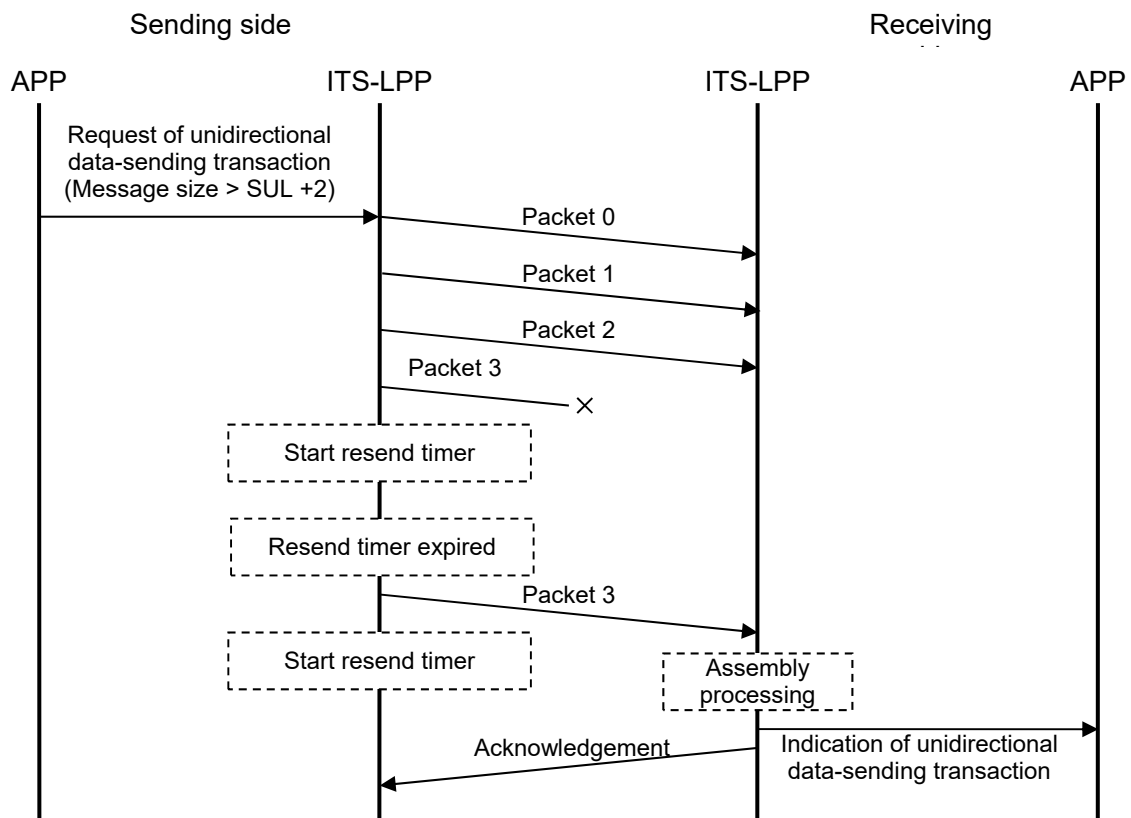 Sending side
Receiving
APP
ITS-LPP
ITS-LPP
APP
Request of unidirectional
data-sending transaction
(Message size > SUL +2)
Packet 0
Packet 1
Packet 2
Packet 3
Start resend timer
Resend timer expired
Packet 3
Start resend timer
Assembly
processing
Acknowledgement
Indication of unidirectional
data-sending transaction